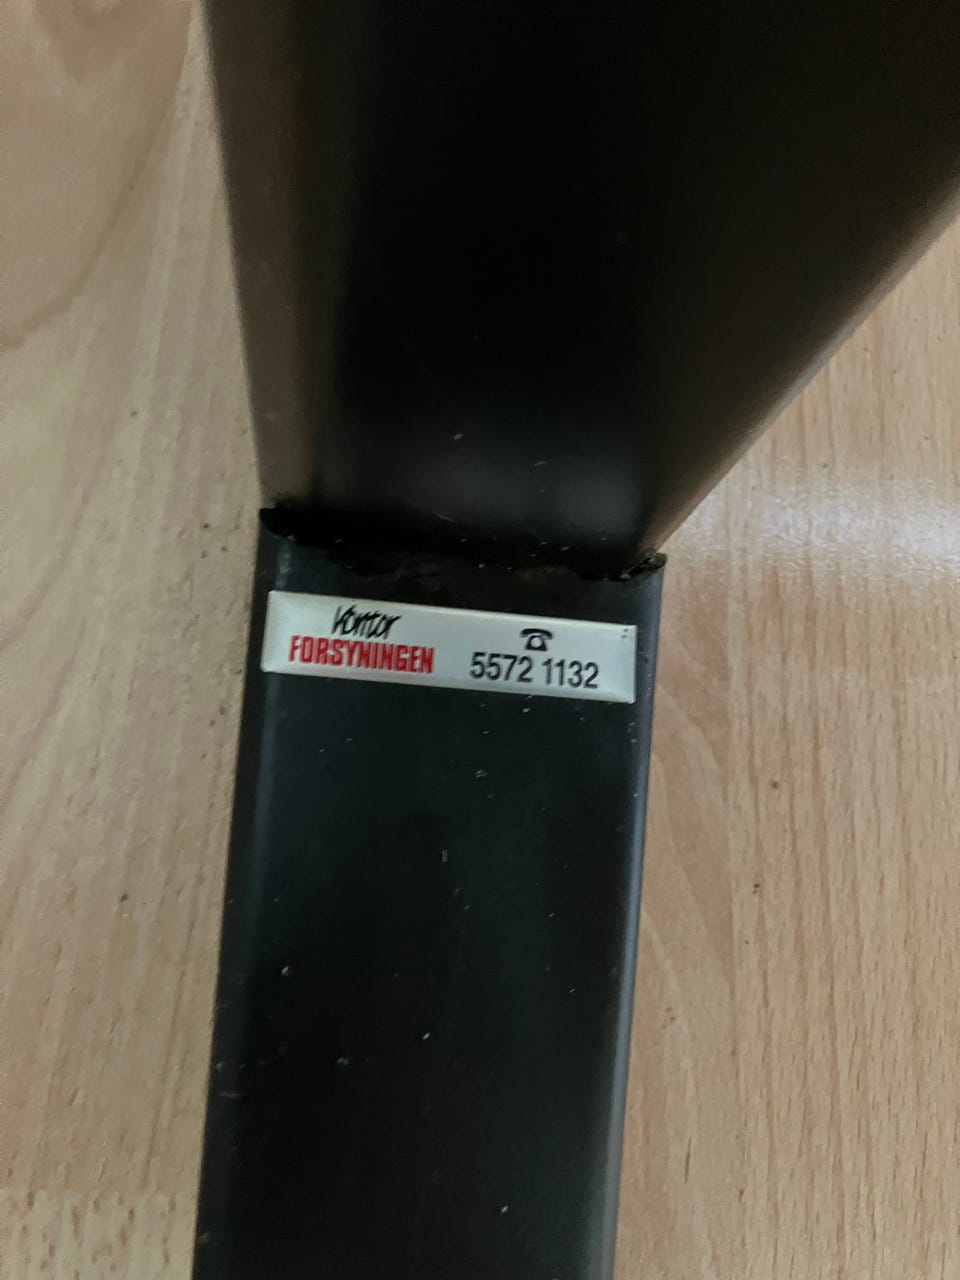 Kontor
FORSYNINGEN
5572 1132